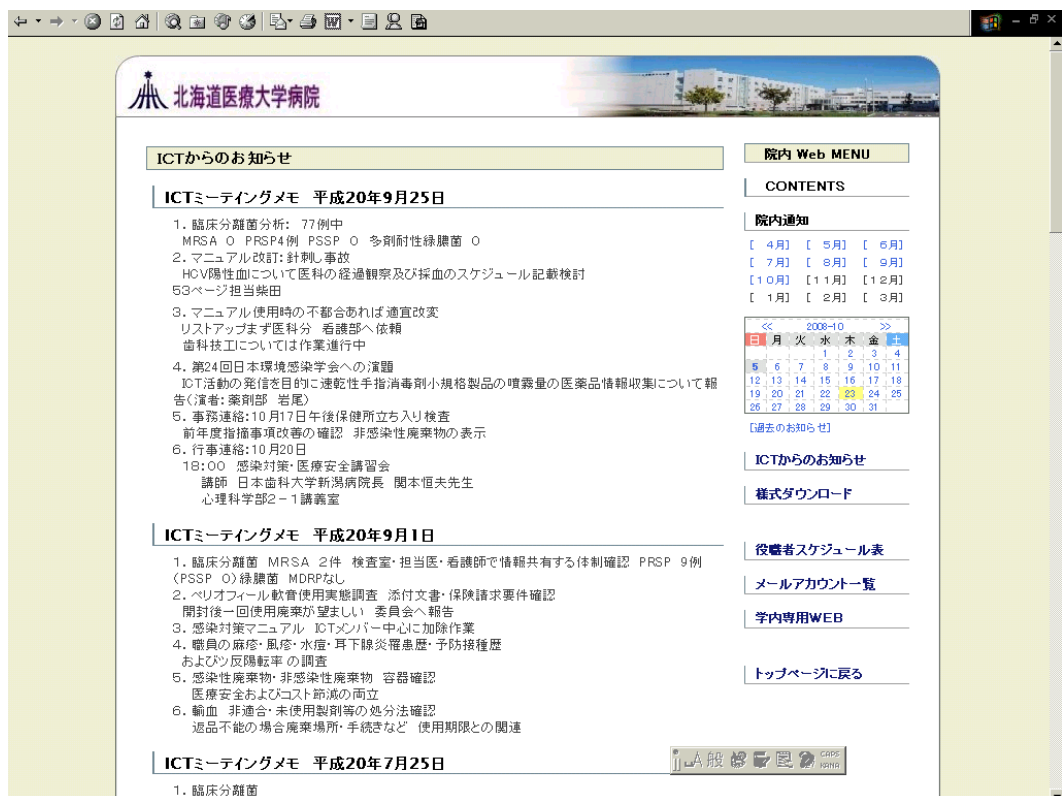 北海道医療大学病院
ICTからのお知らせ
ICTミーティングメモ 平成20年9月25日
1. 臨床分離菌分析: 77例中
MRSA 0 PRSP4例 PSSP 0 多剤耐性緑膿菌 0
2. マニュアル改訂:針刺し事故
HCV陽性血について医科の経過観察及び採血のスケジュール記載検討
53ページ担当柴田
3. マニュアル使用時の不都合あれば適宜改変
リストアップまず医科分 看護部へ依頼
歯科技工については作業進行中
4. 第24回日本環境感染学会への演題
ICT活動の発信を目的に速乾性手指消毒剤小規格製品の噴霧量の医薬品情報収集について報
告(演者:薬剤部 岩尾)
5. 事務連絡:10月17日午後保健所立ち入り検査
前年度指摘事項改善の確認 非感染性廃棄物の表示
6. 行事連絡:10月20日
18:00 感染対策・医療安全講習会
講師 日本歯科大学新潟病院長 関本恒夫先生
心理科学部2-1講義室
ICTミーティングメモ 平成20年9月1日
1. 臨床分離菌 MRSA 2件 検査室・担当医・看護師で情報共有する体制確認 PRSP 9例
(PSSP 0)緑膿菌 MDRPなし
2. ペリオフィール軟膏使用実態調査 添付文書・保険請求要件確認
開封後一回使用廃棄が望ましい 委員会へ報告
3. 感染対策マニュアル ICTメンバー中心に加除作業
4. 職員の麻疹・風疹・水痘・耳下腺炎罹患歴・予防接種歴
およびツ反陽転率の調査
5. 感染性廃棄物・非感染性廃棄物 容器確認
医療安全およびコスト節減の両立
6. 輸血 非適合・未使用製剤等の処分法確認
返品不能の場合廃棄場所・手続きなど 使用期限との関連
ICTミーティングメモ 平成20年7月25日
1. 臨床分離菌
院内 Web MENU
CONTENTS
院内通知
[ 4月] [ 5月] [ 6月]
[ 7月] [ 8月] [ 9月]
[10月] [11月] [12月]
[ 1月] [ 2月] [ 3月]
<< 2008-10 >>
日 月 火 水 木 金 土
1 2 3 4
5 6 7 8 9 10 11
12 13 14 15 16 17 18
19 20 21 22 23 24 25
26 27 28 29 30 31
[過去のお知らせ]
ICTからのお知らせ
様式ダウンロード
役職者スケジュール表
メールアカウント一覧
学内専用WEB
トップページに戻る
A 般
CAPS
KANA